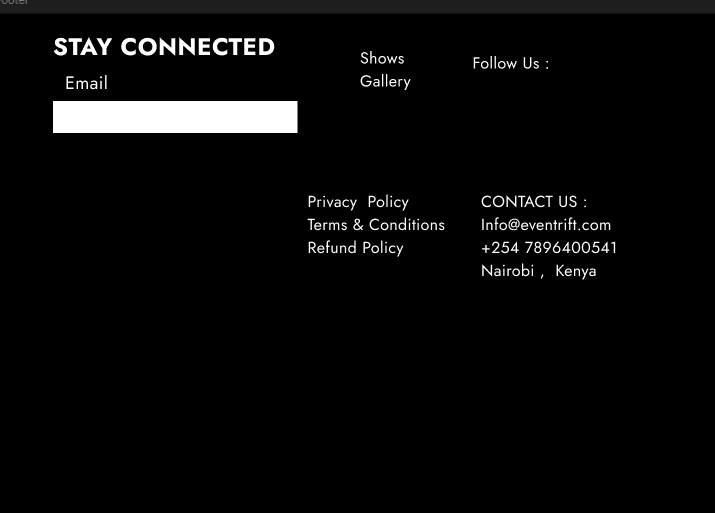 ooter
STAY CONNECTED
Email
Shows
Gallery
Follow Us :
Privacy  Policy
Terms & Conditions
Refund Policy
CONTACT US :
Info@eventrift.com
+254 7896400541
Nairobi ,  Kenya